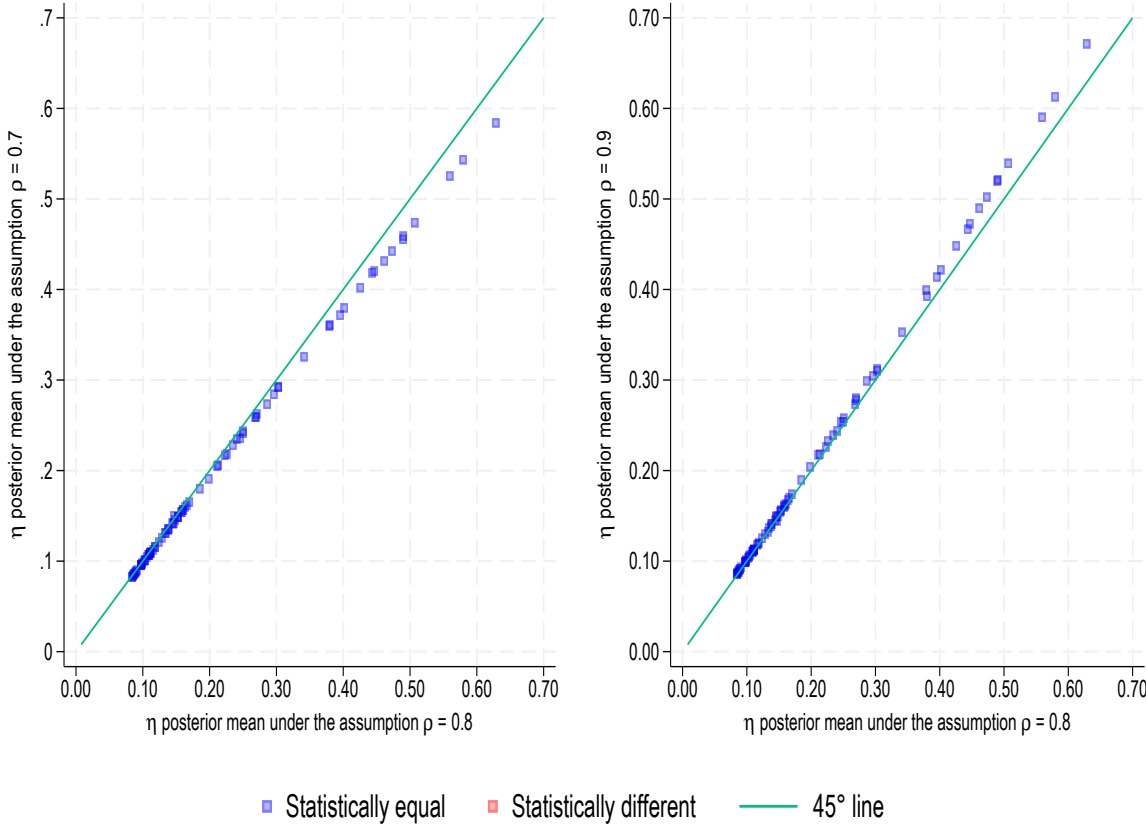 .7
.6
.5
.4
.3
.2
.1
0
η posterior mean under the assumption ρ = 0.7
0.00 0.10 0.20 0.30 0.40 0.50 0.60 0.70
η posterior mean under the assumption ρ = 0.8
0.70
0.60
0.50
0.40
0.30
0.20
0.10
0.00
η posterior mean under the assumption ρ = 0.9
0.00 0.10 0.20 0.30 0.40 0.50 0.60 0.70
η posterior mean under the assumption ρ = 0.8
Statistically equal Statistically different 45° line